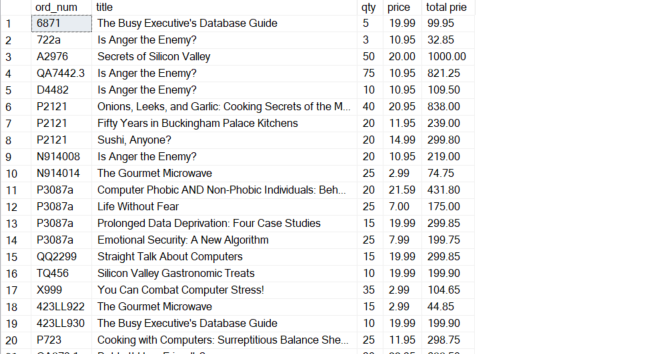 ord_num title qty price total prie
1 6871 The Busy Executive's Database Guide 5 19.99 99.95
2 722a Is Anger the Enemy? 3 10.95 32.85
3 A2976 Secrets of Silicon Valley 50 20.00 1000.00
4 QA7442.3 Is Anger the Enemy? 75 10.95 821.25
5 D4482 Is Anger the Enemy? 10 10.95 109.50
6 P2121 Onions, Leeks, and Garlic: Cooking Secrets of the M... 40 20.95 838.00
7 P2121 Fifty Years in Buckingham Palace Kitchens 20 11.95 239.00
8 P2121 Sushi, Anyone? 20 14.99 299.80
9 N914008 Is Anger the Enemy? 20 10.95 219.00
10 N914014 The Gourmet Microwave 25 2.99 74.75
11 P3087a Computer Phobic AND Non-Phobic Individuals: Beh... 20 21.59 431.80
12 P3087a Life Without Fear 25 7.00 175.00
13 P3087a Prolonged Data Deprivation: Four Case Studies 15 19.99 299.85
14 P3087a Emotional Security: A New Algorithm 25 7.99 199.75
15 QQ2299 Straight Talk About Computers 15 19.99 299.85
16 TQ456 Silicon Valley Gastronomic Treats 10 19.99 199.90
17 X999 You Can Combat Computer Stress! 35 2.99 104.65
18 423LL922 The Gourmet Microwave 15 2.99 44.85
19 423LL930 The Busy Executive's Database Guide 10 19.99 199.90
20 P723 Cooking with Computers: Surreptitious Balance She... 25 11.95 298.75